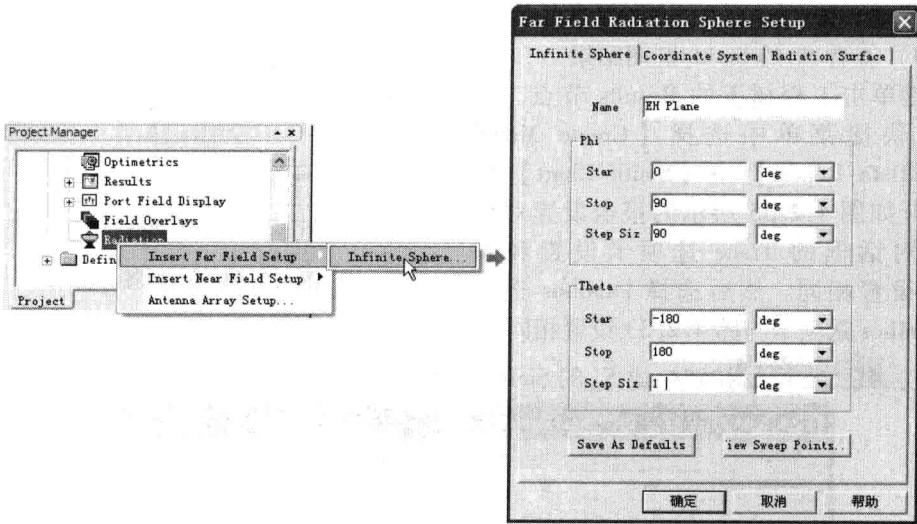 Project Manager
Optimetrics
Results
Port Field Display
Field Overlays
Radiation
Defin
Project
Insert Far Field Setup
Insert Near Field Setup
Antenna Array Setup...
Infinite Sphere...
Far Field Radiation Sphere Setup
Infinite Sphere
Coordinate System
Radiation Surface
Name
EH Plane
Phi
Star 0 deg
Stop 90 deg
Step Siz 90 deg
Theta
Star -180 deg
Stop 180 deg
Step Siz 1 deg
Save As Defaults
iew Sweep Points..
确定
取消
帮助